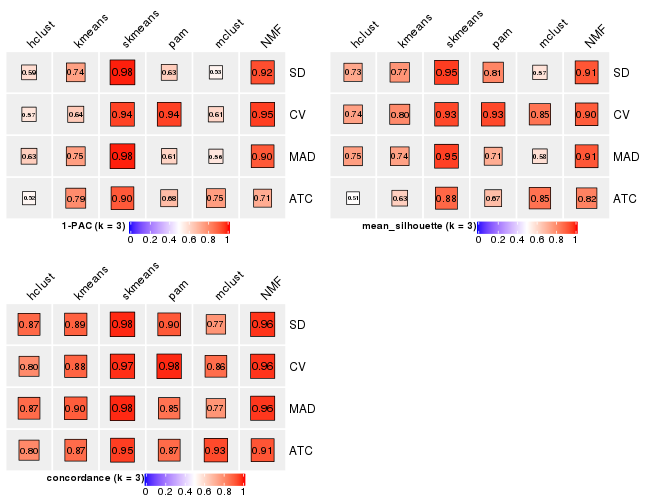 hclust kmeans skmeans pam mclust NMF
0.59 0.74 0.98 0.63 0.53 0.92 SD
0.57 0.64 0.94 0.94 0.61 0.95 CV
0.63 0.75 0.98 0.61 0.56 0.90 MAD
0.52 0.79 0.90 0.68 0.75 0.71 ATC
1-PAC (k = 3)
0 0.2 0.4 0.6 0.8 1
hclust kmeans skmeans pam mclust NMF
0.73 0.77 0.95 0.81 0.57 0.91 SD
0.74 0.80 0.93 0.93 0.85 0.90 CV
0.75 0.74 0.95 0.71 0.58 0.91 MAD
0.51 0.63 0.88 0.67 0.85 0.82 ATC
mean_silhouette (k = 3)
0 0.2 0.4 0.6 0.8 1
hclust kmeans skmeans pam mclust NMF
0.87 0.89 0.98 0.90 0.77 0.96 SD
0.80 0.88 0.97 0.98 0.86 0.96 CV
0.87 0.90 0.98 0.85 0.77 0.96 MAD
0.80 0.87 0.95 0.87 0.93 0.91 ATC
concordance (k = 3)
0 0.2 0.4 0.6 0.8 1